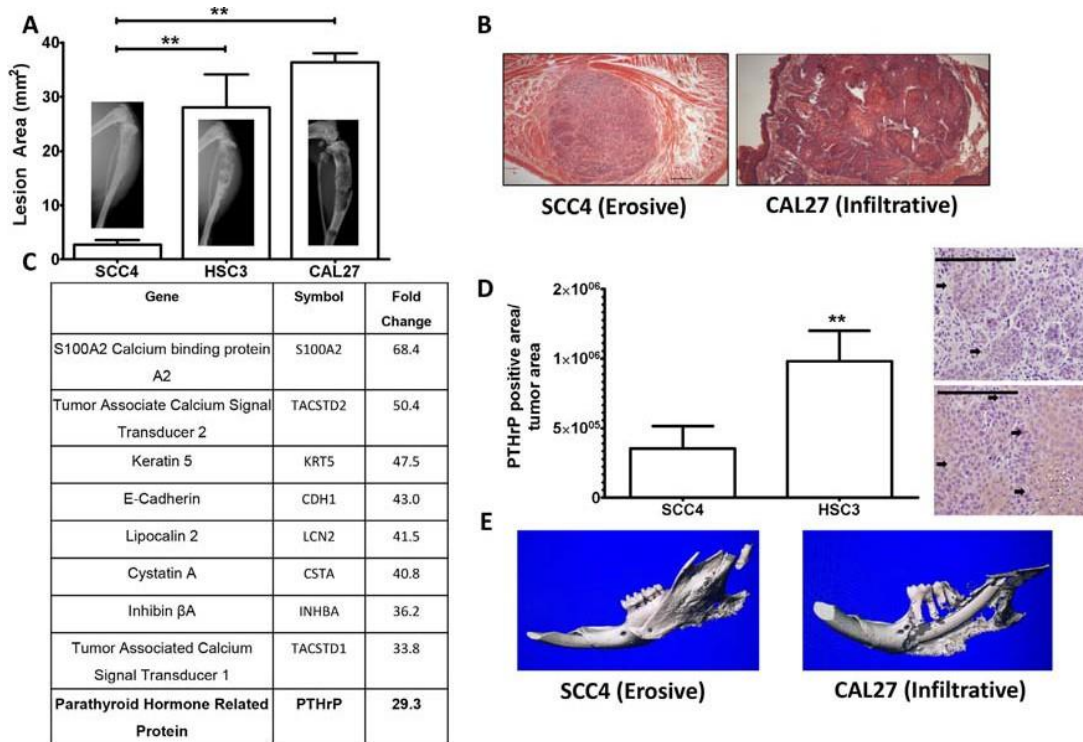 A
**
**
40
30
20
10
0
Lesion Area (mm²)
SCC4 HSC3 CAL27
B
SCC4 (Erosive) CAL27 (Infiltrative)
C
Gene Symbol Fold Change
S100A2 Calcium binding protein A2 S100A2 68.4
Tumor Associate Calcium Signal Transducer 2 TACSTD2 50.4
Keratin 5 KRT5 47.5
E-Cadherin CDH1 43.0
Lipocalin 2 LCN2 41.5
Cystatin A CSTA 40.8
Inhibin βA INHBA 36.2
Tumor Associated Calcium Signal Transducer 1 TACSTD1 33.8
Parathyroid Hormone Related Protein PTHrP 29.3
D
2×10⁰⁶
1×10⁰⁶
5×10⁰⁵
0
PTHrP positive area/
tumor area
**
SCC4 HSC3
E
SCC4 (Erosive) CAL27 (Infiltrative)